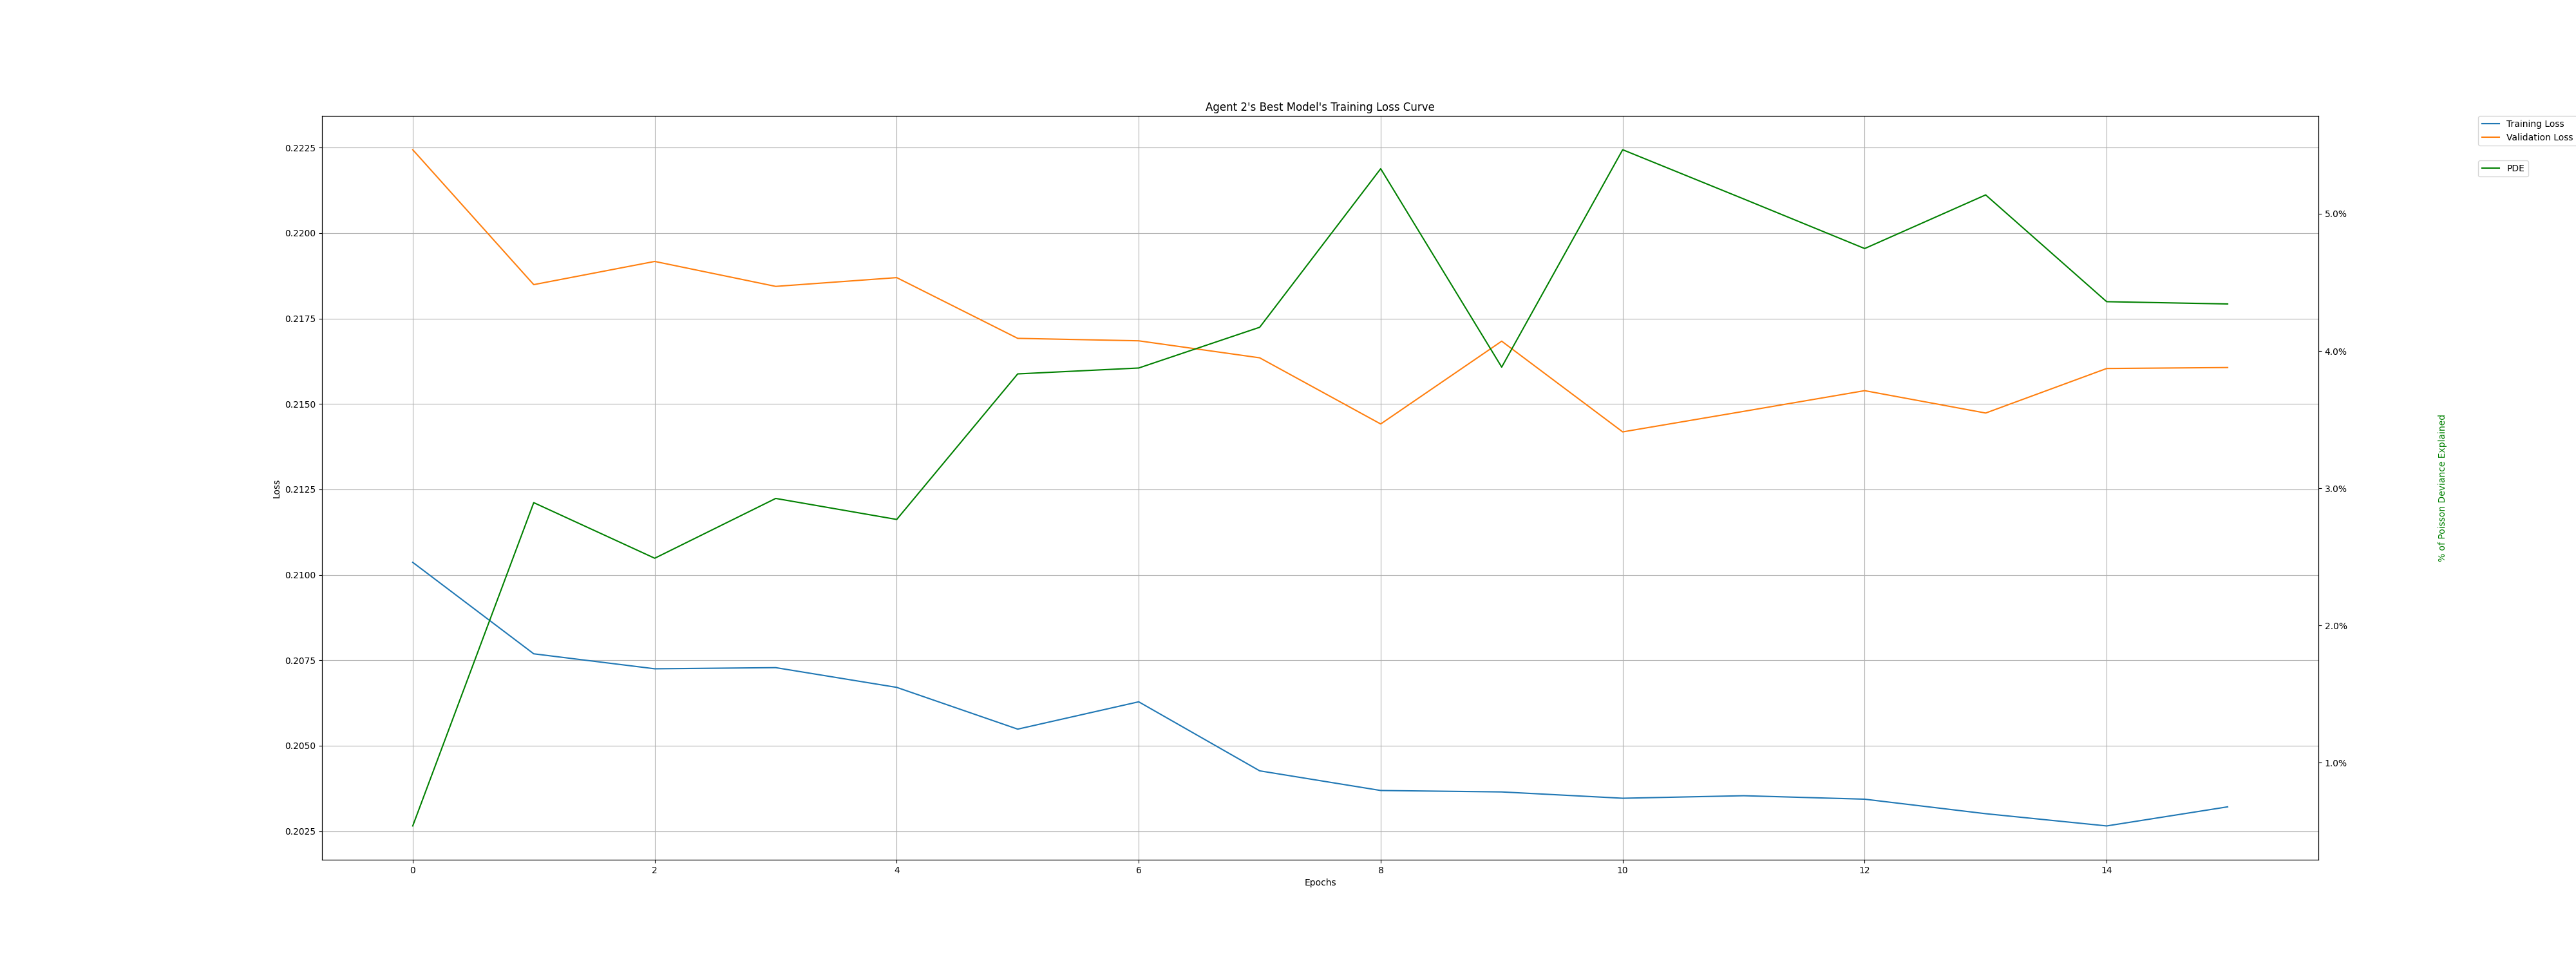 Agent 2's Best Model's Training Loss Curve
Training Loss
Validation Loss
PDE
0.2225
0.2200
0.2175
0.2150
0.2125
0.2100
0.2075
0.2050
0.2025
Loss
5.0%
4.0%
3.0%
2.0%
1.0%
% of Poisson Deviance Explained
0 2 4 6 8 10 12 14
Epochs